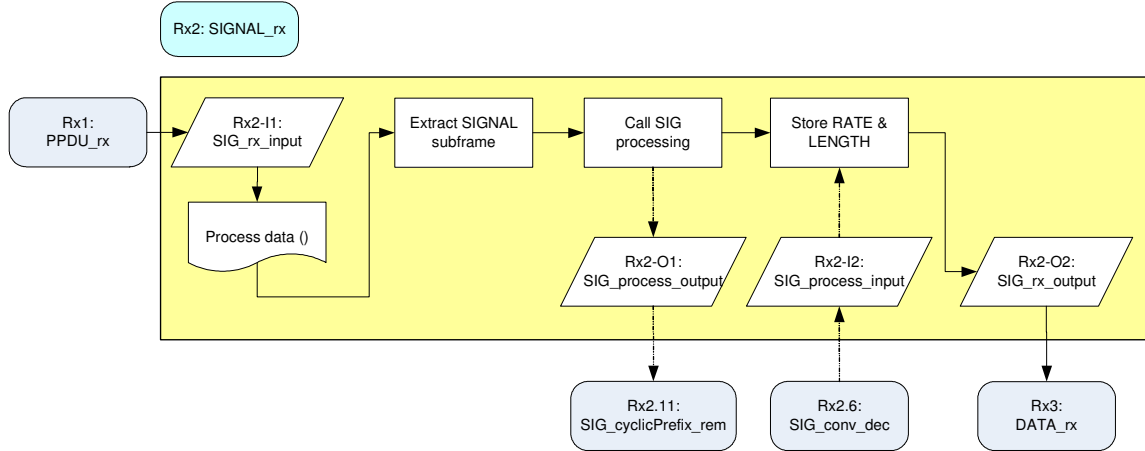 Rx2: SIGNAL_rx
Rx1:
PPDU_rx
Rx2-I1:
SIG_rx_input
Extract SIGNAL
subframe
Call SIG
processing
Store RATE &
LENGTH
Process data ()
Rx2-O1:
SIG_process_output
Rx2-I2:
SIG_process_input
Rx2-O2:
SIG_rx_output
Rx2.11:
SIG_cyclicPrefix_rem
Rx2.6:
SIG_conv_dec
Rx3:
DATA_rx